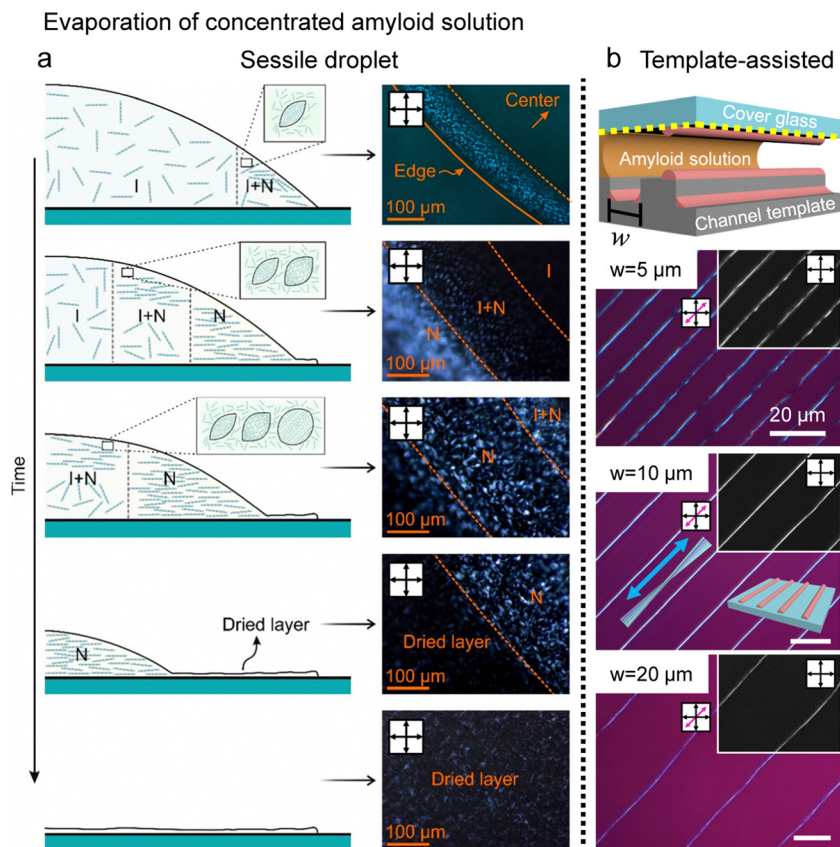 Evaporation of concentrated amyloid solution
a
Sessile droplet
Time
I
I+N
Center
Edge
100 µm
I
I+N
N
I
I+N
N
100 µm
I+N
N
I+N
N
100 µm
N
Dried layer
N
Dried layer
100 µm
Dried layer
100 µm
b
Template-assisted
Cover glass
Amyloid solution
Channel template
w
w=5 µm
20 µm
w=10 µm
w=20 µm